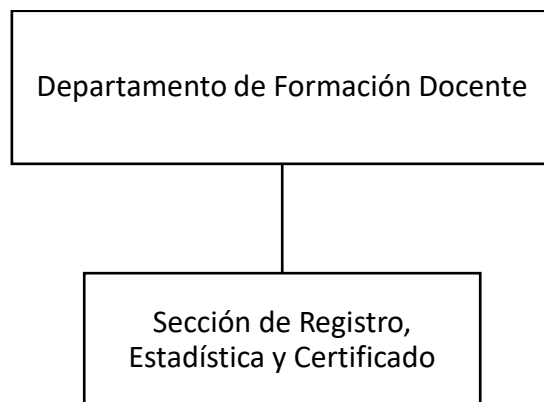 Departamento de Formación Docente
Sección de Registro,
Estadística y Certificado